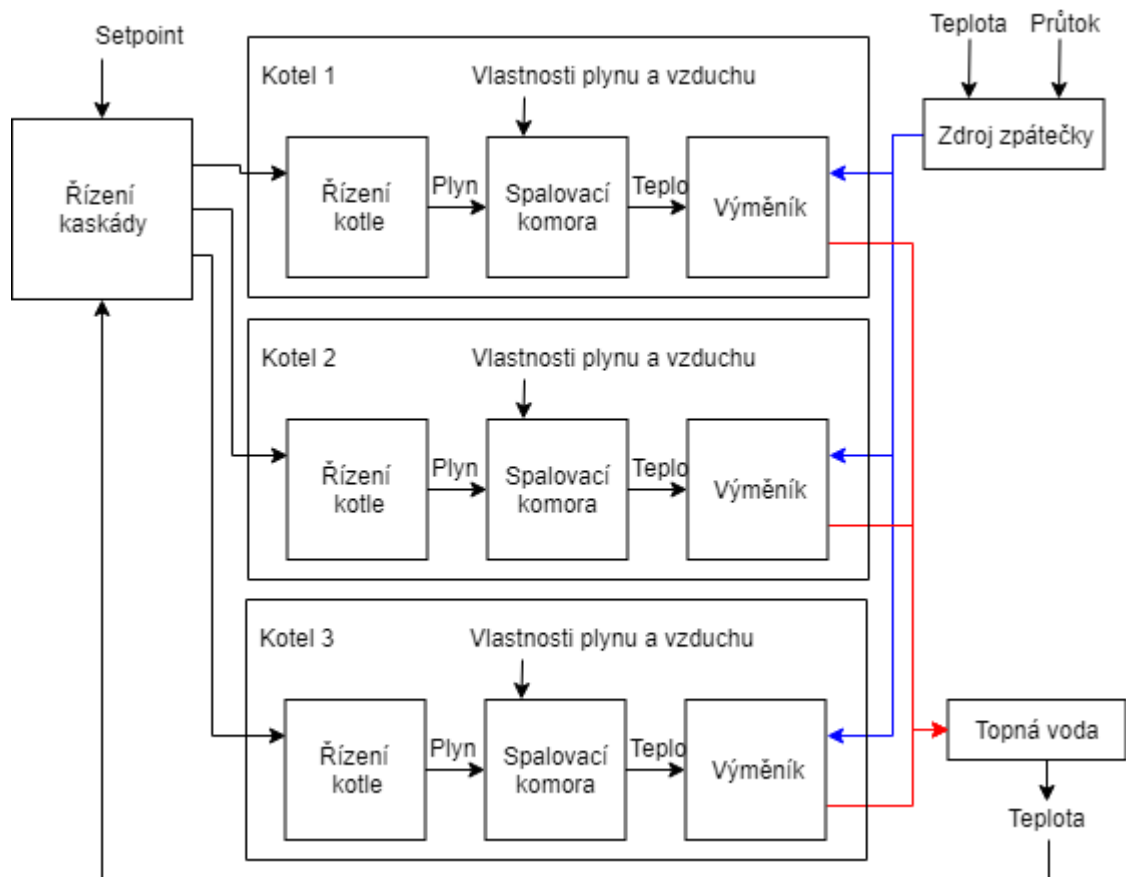 Setpoint
Teplota
Průtok
Řízení
kaskády
Zdroj zpátečky
Kotel 1
Vlastnosti plynu a vzduchu
Řízení
kotle
Plyn
Spalovací
komora
Teplo
Výměník
Kotel 2
Vlastnosti plynu a vzduchu
Řízení
kotle
Plyn
Spalovací
komora
Teplo
Výměník
Kotel 3
Vlastnosti plynu a vzduchu
Řízení
kotle
Plyn
Spalovací
komora
Teplo
Výměník
Topná voda
Teplota